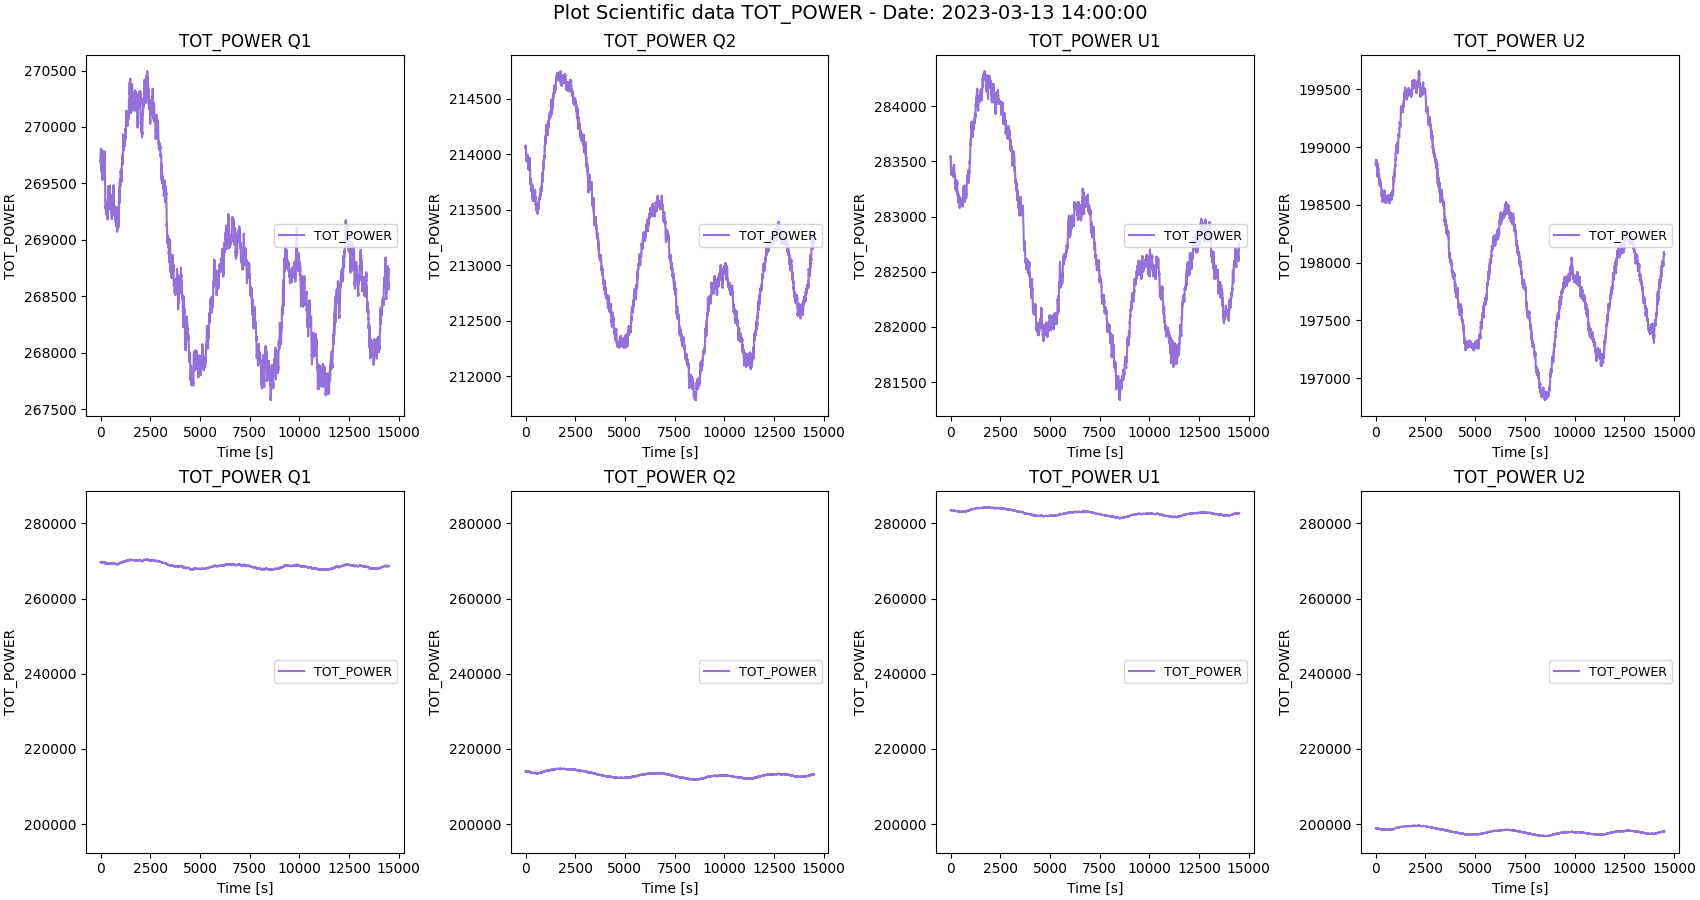 Plot Scientific data TOT_POWER - Date: 2023-03-13 14:00:00
TOT_POWER Q1
TOT_POWER
270500
270000
269500
269000
268500
268000
267500
TOT_POWER
0 2500 5000 7500 10000 12500 15000
Time [s]
TOT_POWER Q2
TOT_POWER
214500
214000
213500
213000
212500
212000
TOT_POWER
0 2500 5000 7500 10000 12500 15000
Time [s]
TOT_POWER U1
TOT_POWER
284000
283500
283000
282500
282000
281500
TOT_POWER
0 2500 5000 7500 10000 12500 15000
Time [s]
TOT_POWER U2
TOT_POWER
199500
199000
198500
198000
197500
197000
TOT_POWER
0 2500 5000 7500 10000 12500 15000
Time [s]
TOT_POWER Q1
TOT_POWER
280000
260000
240000
220000
200000
TOT_POWER
0 2500 5000 7500 10000 12500 15000
Time [s]
TOT_POWER Q2
TOT_POWER
280000
260000
240000
220000
200000
TOT_POWER
0 2500 5000 7500 10000 12500 15000
Time [s]
TOT_POWER U1
TOT_POWER
280000
260000
240000
220000
200000
TOT_POWER
0 2500 5000 7500 10000 12500 15000
Time [s]
TOT_POWER U2
TOT_POWER
280000
260000
240000
220000
200000
TOT_POWER
0 2500 5000 7500 10000 12500 15000
Time [s]